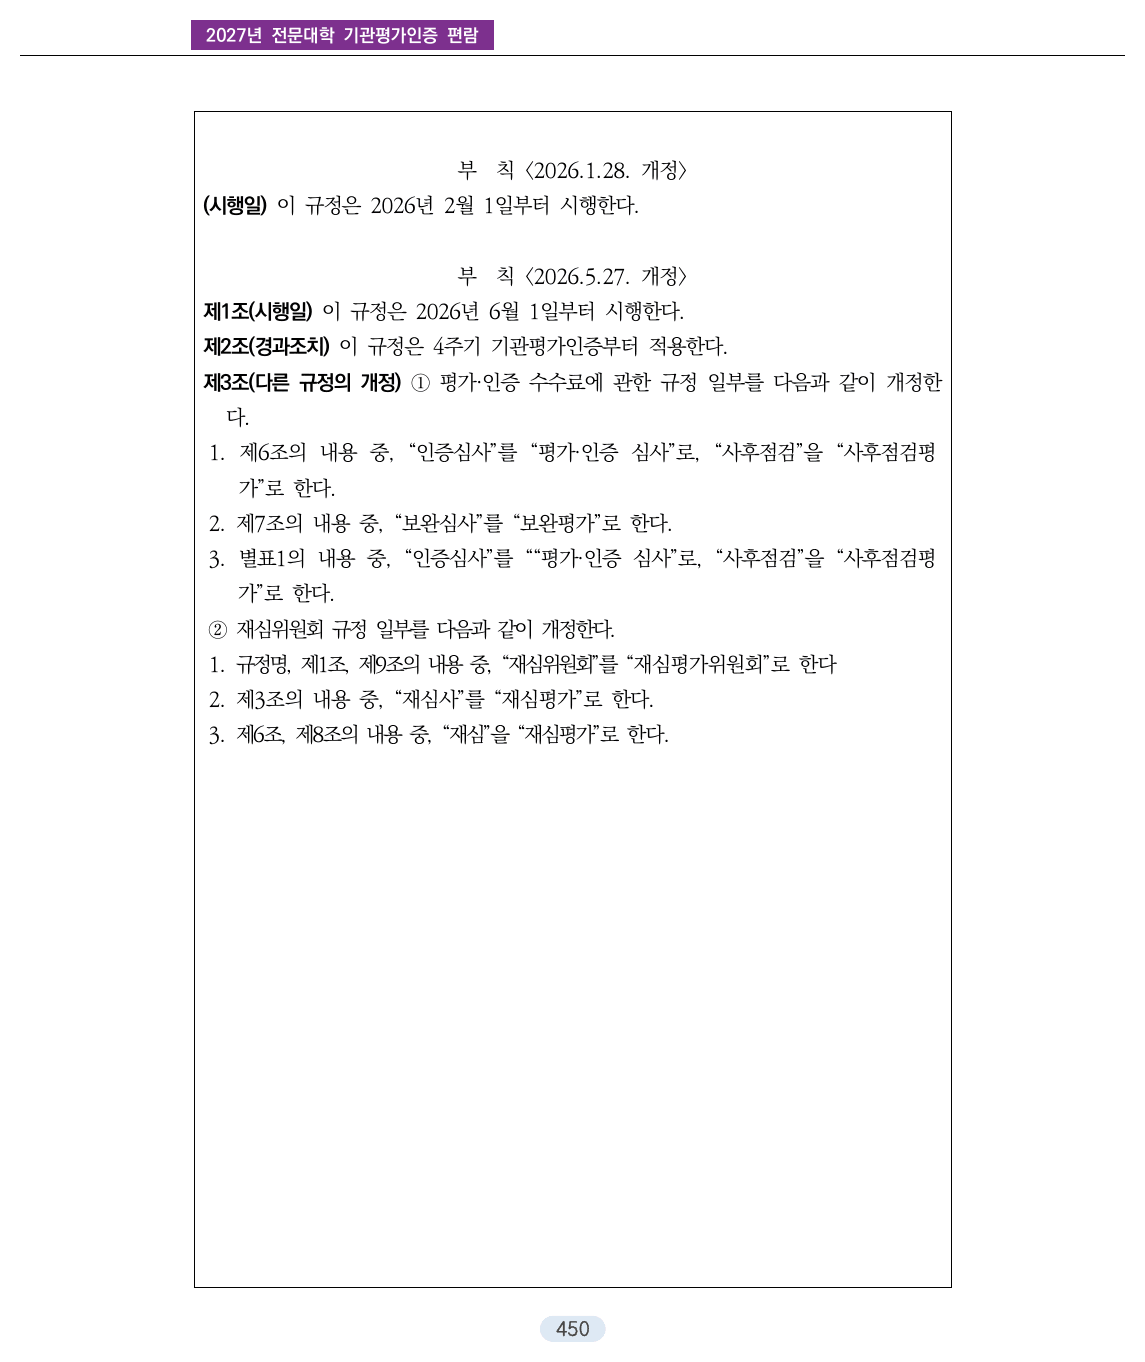 2027년 전문대학 기관평가인증 편람
부 칙 〈2026.1.28. 개정〉
(시행일) 이 규정은 2026년 2월 1일부터 시행한다.
부 칙 〈2026.5.27. 개정〉
제1조(시행일) 이 규정은 2026년 6월 1일부터 시행한다.
제2조(경과조치) 이 규정은 4주기 기관평가인증부터 적용한다.
제3조(다른 규정의 개정) ① 평가·인증 수수료에 관한 규정 일부를 다음과 같이 개정한
다.
1. 제6조의 내용 중, “인증심사”를 “평가·인증 심사”로, “사후점검”을 “사후점검평
가”로 한다.
2. 제7조의 내용 중, “보완심사”를 “보완평가”로 한다.
3. 별표1의 내용 중, “인증심사”를 ““평가·인증 심사”로, “사후점검”을 “사후점검평
가”로 한다.
② 재심위원회 규정 일부를 다음과 같이 개정한다.
1. 규정명, 제1조, 제9조의 내용 중, “재심위원회”를 “재심평가위원회”로 한다
2. 제3조의 내용 중, “재심사”를 “재심평가”로 한다.
3. 제6조, 제8조의 내용 중, “재심”을 “재심평가”로 한다.
450